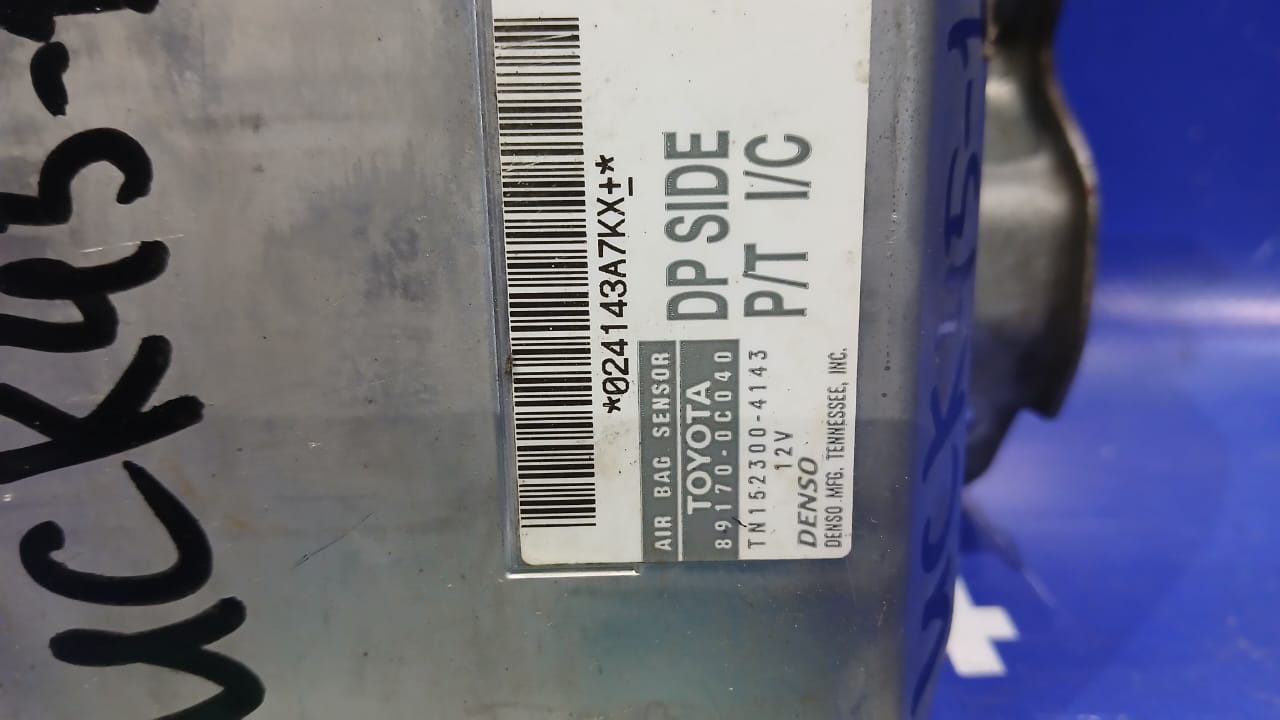 *024143A7KX+*
AIR BAG SENSOR
TOYOTA
89170-0C040
DP SIDE
P/T I/C
TN152300-4143
12V
DENSO
DENSO MFG. TENNESSEE, INC.